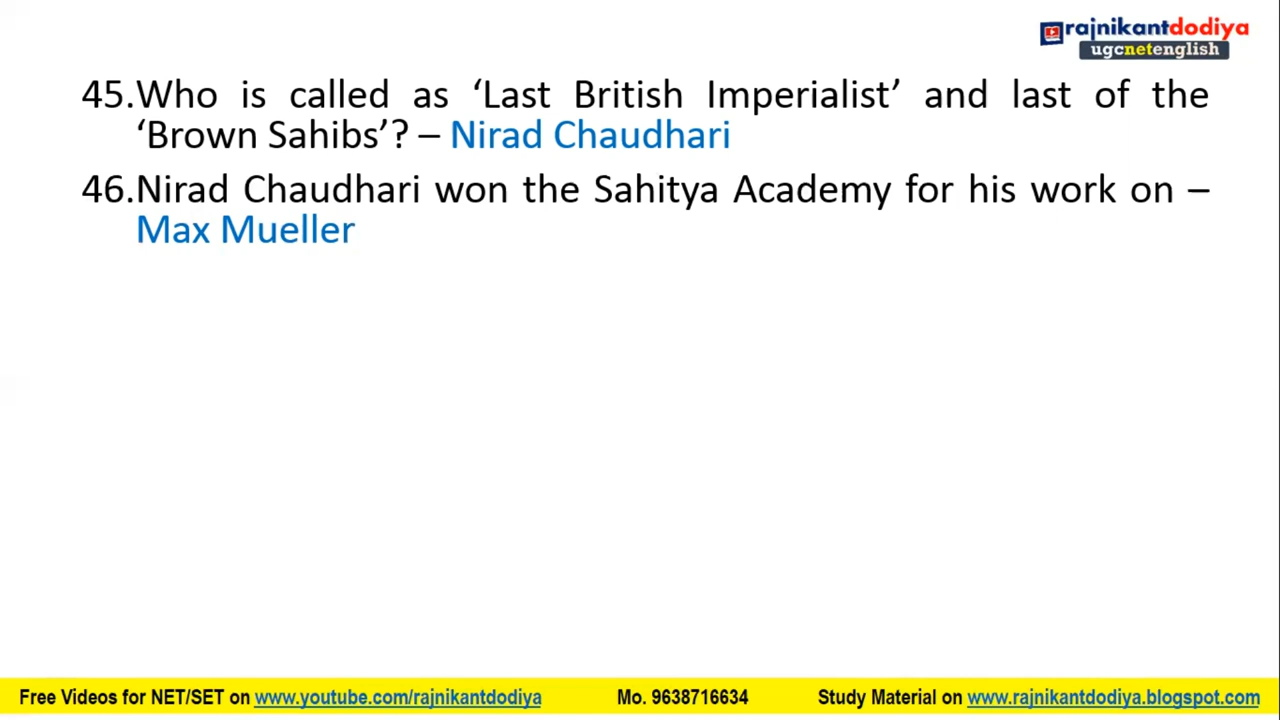 rajnikantdodiya
ugcnetenglish
45.Who is called as ‘Last British Imperialist’ and last of the
‘Brown Sahibs’? – Nirad Chaudhari
46.Nirad Chaudhari won the Sahitya Academy for his work on –
Max Mueller
Free Videos for NET/SET on www.youtube.com/rajnikantdodiya Mo. 9638716634 Study Material on www.rajnikantdodiya.blogspot.com